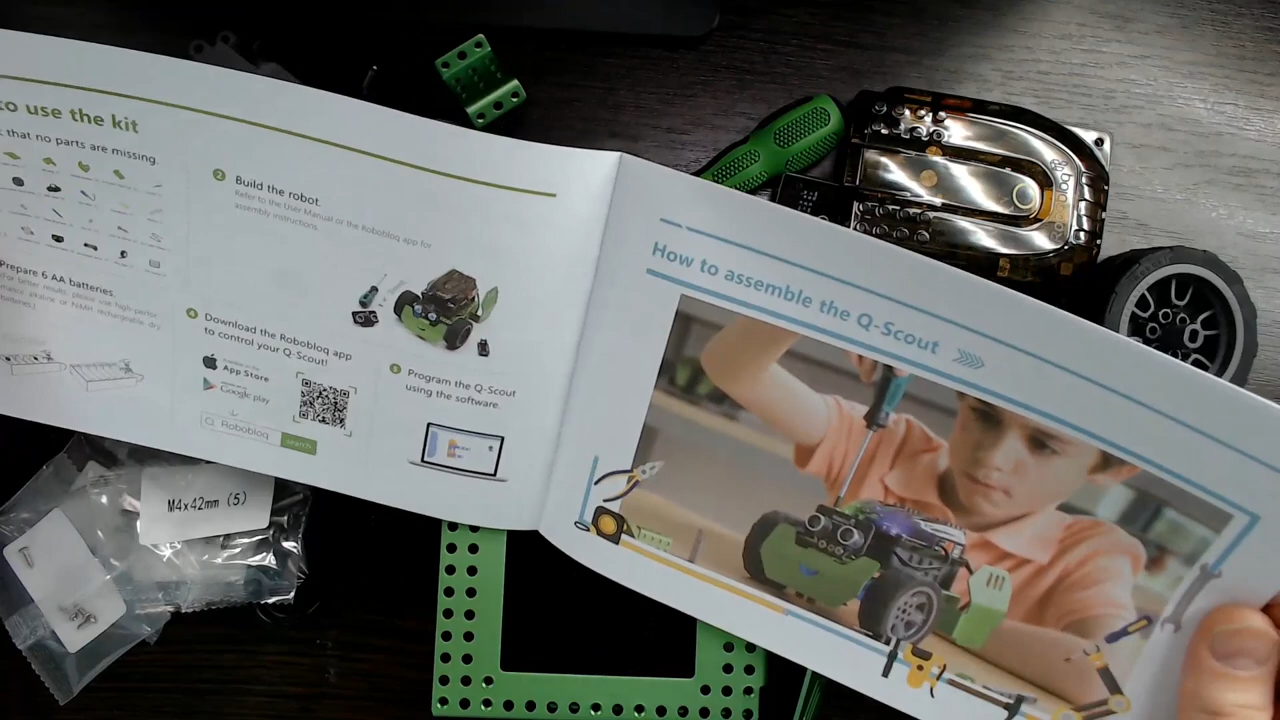 to use the kit
that no parts are missing.
2 Build the robot.
Refer to the User Manual or the Robobloq app for
assembly instructions.
Prepare 6 AA batteries.
4 Download the Robobloq app
to control your Q-Scout!
App Store
Google play
Robobloq
search
Program the Q-Scout
using the software.
How to assemble the Q-Scout
M4x42mm (5)
Robobloq